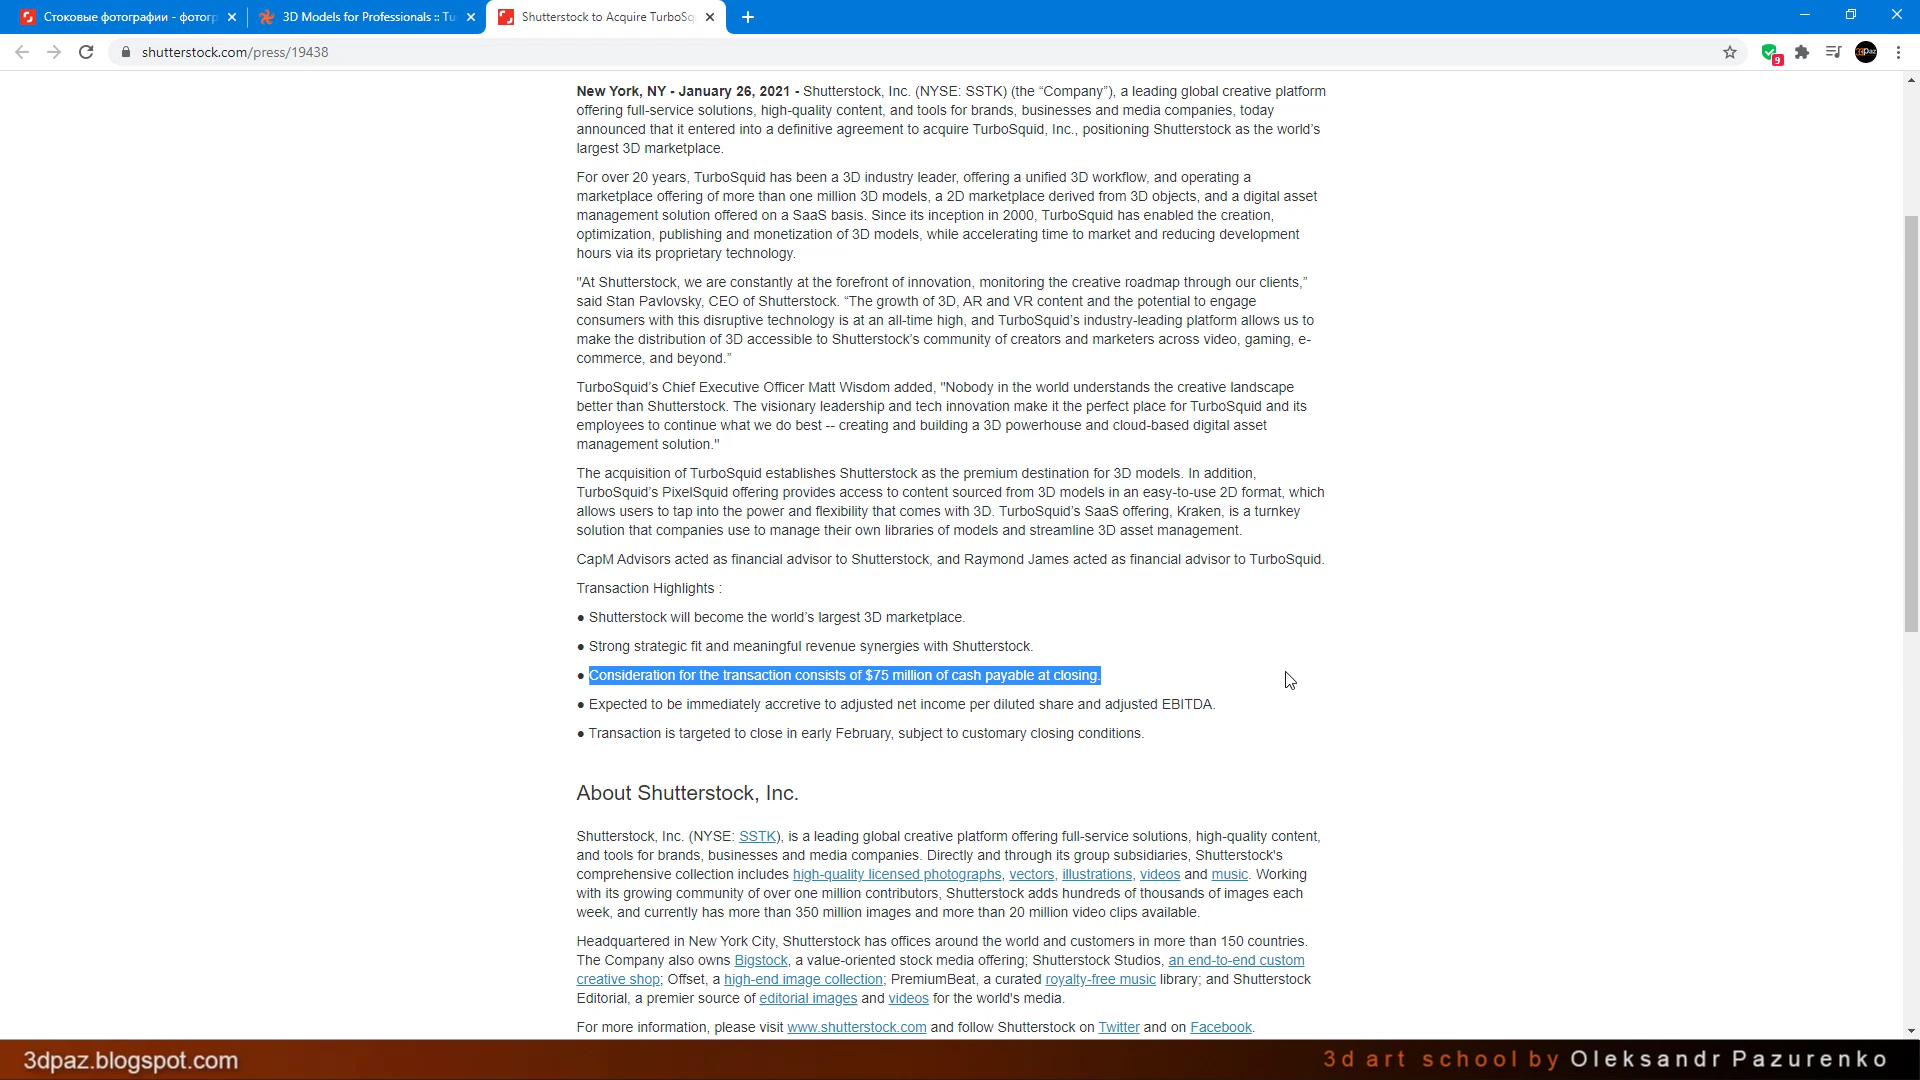 Стоковые фотографии - фотогр
3D Models for Professionals :: Tu
Shutterstock to Acquire TurboSq
shutterstock.com/press/19438
9
New York, NY - January 26, 2021 - Shutterstock, Inc. (NYSE: SSTK) (the “Company”), a leading global creative platform
offering full-service solutions, high-quality content, and tools for brands, businesses and media companies, today
announced that it entered into a definitive agreement to acquire TurboSquid, Inc., positioning Shutterstock as the world’s
largest 3D marketplace.
For over 20 years, TurboSquid has been a 3D industry leader, offering a unified 3D workflow, and operating a
marketplace offering of more than one million 3D models, a 2D marketplace derived from 3D objects, and a digital asset
management solution offered on a SaaS basis. Since its inception in 2000, TurboSquid has enabled the creation,
optimization, publishing and monetization of 3D models, while accelerating time to market and reducing development
hours via its proprietary technology.
"At Shutterstock, we are constantly at the forefront of innovation, monitoring the creative roadmap through our clients,”
said Stan Pavlovsky, CEO of Shutterstock. “The growth of 3D, AR and VR content and the potential to engage
consumers with this disruptive technology is at an all-time high, and TurboSquid’s industry-leading platform allows us to
make the distribution of 3D accessible to Shutterstock’s community of creators and marketers across video, gaming, e-
commerce, and beyond.”
TurboSquid’s Chief Executive Officer Matt Wisdom added, "Nobody in the world understands the creative landscape
better than Shutterstock. The visionary leadership and tech innovation make it the perfect place for TurboSquid and its
employees to continue what we do best -- creating and building a 3D powerhouse and cloud-based digital asset
management solution."
The acquisition of TurboSquid establishes Shutterstock as the premium destination for 3D models. In addition,
TurboSquid’s PixelSquid offering provides access to content sourced from 3D models in an easy-to-use 2D format, which
allows users to tap into the power and flexibility that comes with 3D. TurboSquid’s SaaS offering, Kraken, is a turnkey
solution that companies use to manage their own libraries of models and streamline 3D asset management.
CapM Advisors acted as financial advisor to Shutterstock, and Raymond James acted as financial advisor to TurboSquid.
Transaction Highlights :
● Shutterstock will become the world’s largest 3D marketplace.
● Strong strategic fit and meaningful revenue synergies with Shutterstock.
● Consideration for the transaction consists of $75 million of cash payable at closing.
● Expected to be immediately accretive to adjusted net income per diluted share and adjusted EBITDA.
● Transaction is targeted to close in early February, subject to customary closing conditions.
About Shutterstock, Inc.
Shutterstock, Inc. (NYSE: SSTK), is a leading global creative platform offering full-service solutions, high-quality content,
and tools for brands, businesses and media companies. Directly and through its group subsidiaries, Shutterstock's
comprehensive collection includes high-quality licensed photographs, vectors, illustrations, videos and music. Working
with its growing community of over one million contributors, Shutterstock adds hundreds of thousands of images each
week, and currently has more than 350 million images and more than 20 million video clips available.
Headquartered in New York City, Shutterstock has offices around the world and customers in more than 150 countries.
The Company also owns Bigstock, a value-oriented stock media offering; Shutterstock Studios, an end-to-end custom
creative shop; Offset, a high-end image collection; PremiumBeat, a curated royalty-free music library; and Shutterstock
Editorial, a premier source of editorial images and videos for the world's media.
For more information, please visit www.shutterstock.com and follow Shutterstock on Twitter and on Facebook.
3dpaz.blogspot.com
3d art school by Oleksandr Pazurenko